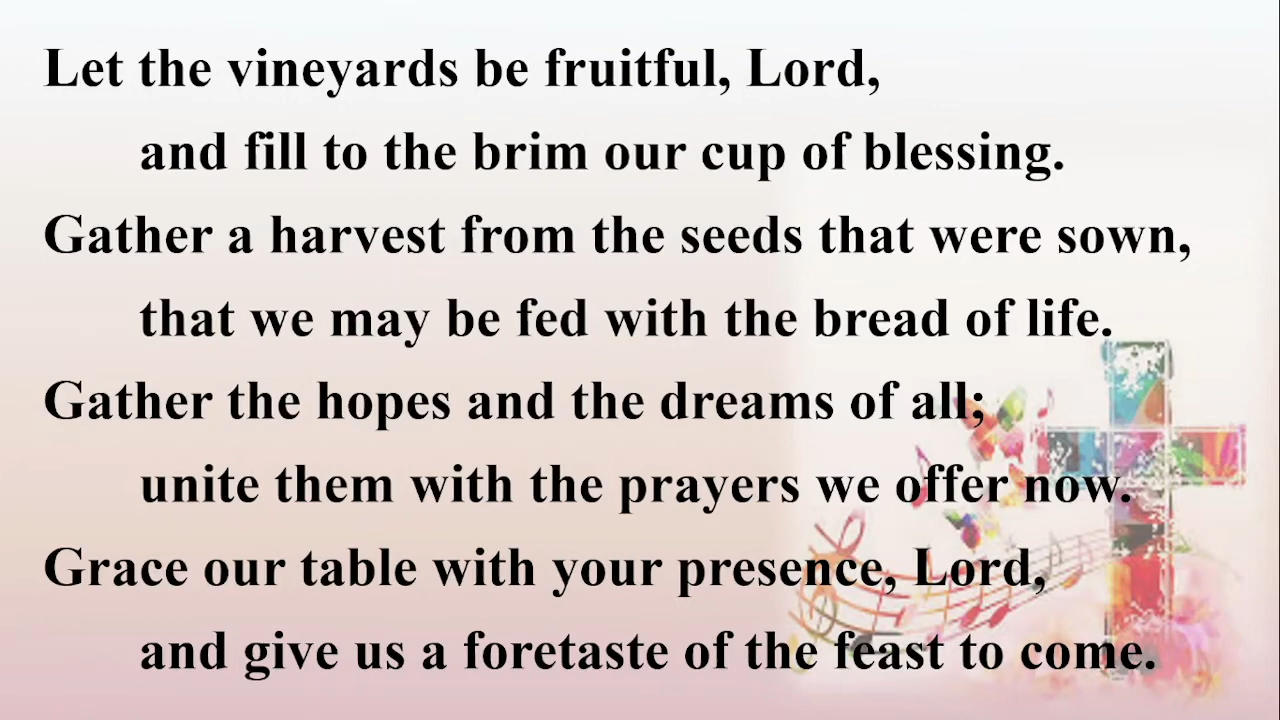 Let the vineyards be fruitful, Lord,
and fill to the brim our cup of blessing.
Gather a harvest from the seeds that were sown,
that we may be fed with the bread of life.
Gather the hopes and the dreams of all;
unite them with the prayers we offer now.
Grace our table with your presence, Lord,
and give us a foretaste of the feast to come.